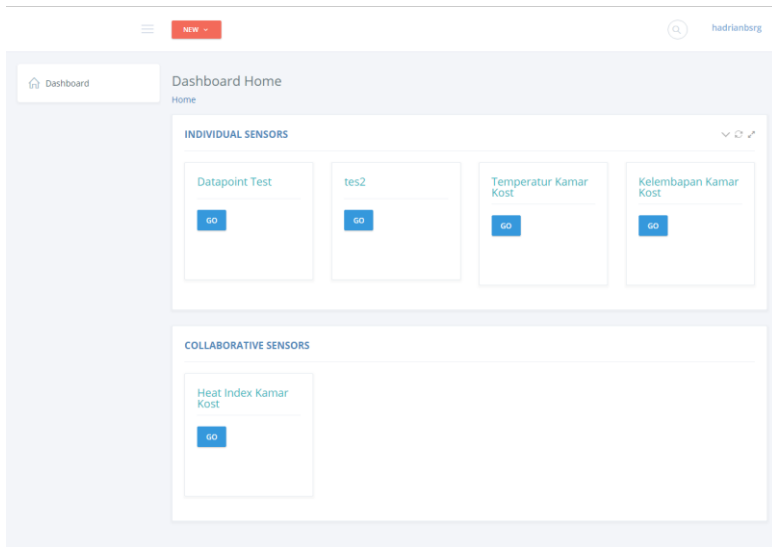 NEW
hadrianbsrg
Dashboard
Dashboard Home
Home
INDIVIDUAL SENSORS
Datapoint Test
GO
tes2
GO
Temperatur Kamar
Kost
GO
Kelembapan Kamar
Kost
GO
COLLABORATIVE SENSORS
Heat Index Kamar
Kost
GO